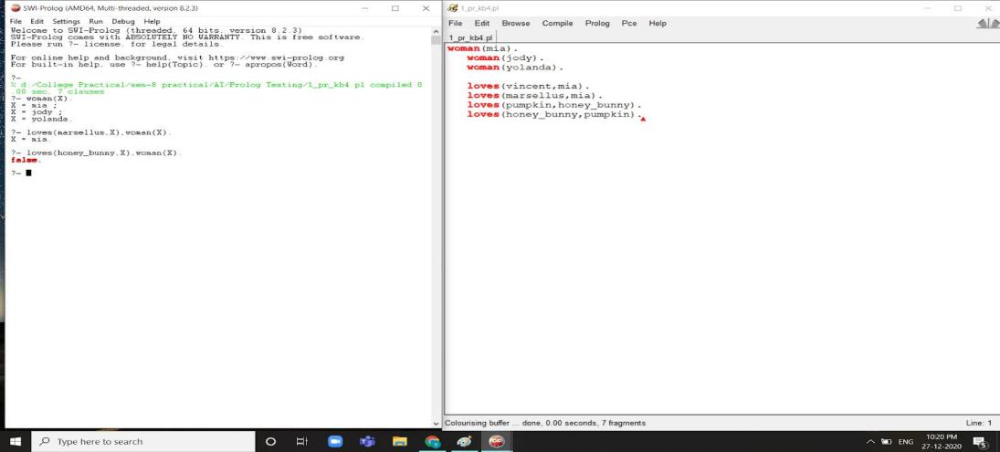 SWI-Prolog (AMD64, Multi-threaded, version 8.2.3)
File Edit Settings Run Debug Help
Welcome to SWI-Prolog (threaded, 64 bits, version 8.2.3)
SWI-Prolog comes with ABSOLUTELY NO WARRANTY. This is free software.
Please run ?- license. for legal details.
For online help and background, visit https://www.swi-prolog.org
For built-in help, use ?- help(Topic). or ?- apropos(Word).
?-
% d:/College Practical/sem-8 practical/AI/Prolog Testing/1_pr_kb4.pl compiled 0
.00 sec, 7 clauses
?- woman(X).
X = mia ;
X = jody ;
X = yolanda.
?- loves(marsellus,X),woman(X).
X = mia.
?- loves(honey_bunny,X),woman(X).
false.
?-
1_pr_kb4.pl
File Edit Browse Compile Prolog Pce Help
1_pr_kb4.pl
woman(mia).
woman(jody).
woman(yolanda).
loves(vincent,mia).
loves(marsellus,mia).
loves(pumpkin,honey_bunny).
loves(honey_bunny,pumpkin).
Colourising buffer ... done, 0.00 seconds, 7 fragments
Line: 1
Type here to search
ENG
10:20 PM
27-12-2020
5